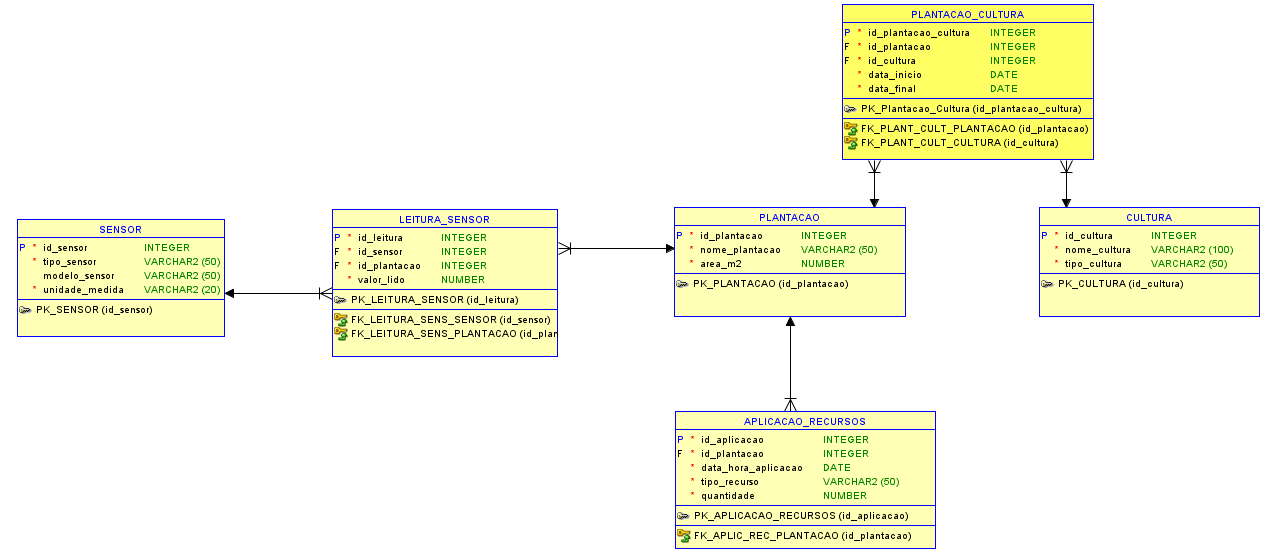 PLANTACAO_CULTURA
P * id_plantacao_cultura INTEGER
F * id_plantacao INTEGER
F * id_cultura INTEGER
* data_inicio DATE
* data_final DATE
PK_Plantacao_Cultura (id_plantacao_cultura)
FK_PLANT_CULT_PLANTACAO (id_plantacao)
FK_PLANT_CULT_CULTURA (id_cultura)
SENSOR
P * id_sensor INTEGER
* tipo_sensor VARCHAR2 (50)
modelo_sensor VARCHAR2 (50)
* unidade_medida VARCHAR2 (20)
PK_SENSOR (id_sensor)
LEITURA_SENSOR
P * id_leitura INTEGER
F * id_sensor INTEGER
F * id_plantacao INTEGER
* valor_lido NUMBER
PK_LEITURA_SENSOR (id_leitura)
FK_LEITURA_SENS_SENSOR (id_sensor)
FK_LEITURA_SENS_PLANTACAO (id_plan
PLANTACAO
P * id_plantacao INTEGER
* nome_plantacao VARCHAR2 (50)
* area_m2 NUMBER
PK_PLANTACAO (id_plantacao)
CULTURA
P * id_cultura INTEGER
* nome_cultura VARCHAR2 (100)
* tipo_cultura VARCHAR2 (50)
PK_CULTURA (id_cultura)
APLICACAO_RECURSOS
P * id_aplicacao INTEGER
F * id_plantacao INTEGER
* data_hora_aplicacao DATE
* tipo_recurso VARCHAR2 (50)
* quantidade NUMBER
PK_APLICACAO_RECURSOS (id_aplicacao)
FK_APLIC_REC_PLANTACAO (id_plantacao)